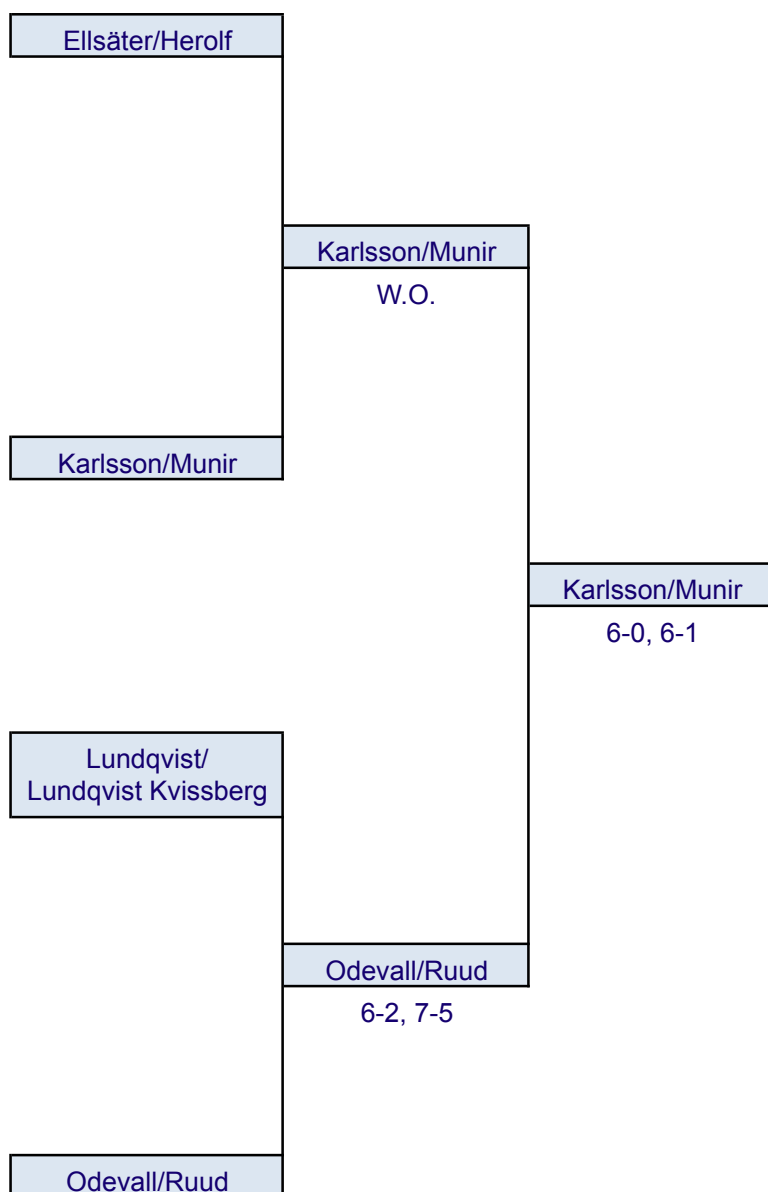 Ellsäter/Herolf
Karlsson/Munir
W.O.
Karlsson/Munir
Karlsson/Munir
6-0, 6-1
Lundqvist/
Lundqvist Kvissberg
Odevall/Ruud
6-2, 7-5
Odevall/Ruud